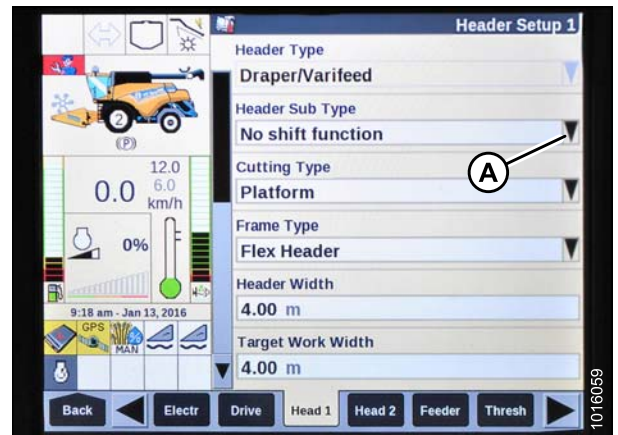 Header Setup 1
Header Type
Draper/Varifeed
Header Sub Type
No shift function
Cutting Type
Platform
Frame Type
Flex Header
Header Width
4.00 m
Target Work Width
4.00 m
2
(P)
12.0
0.0 6.0
km/h
0%
9:18 am - Jan 13, 2016
GPS
MAN
A
Back Electr Drive Head 1 Head 2 Feeder Thresh
1016059